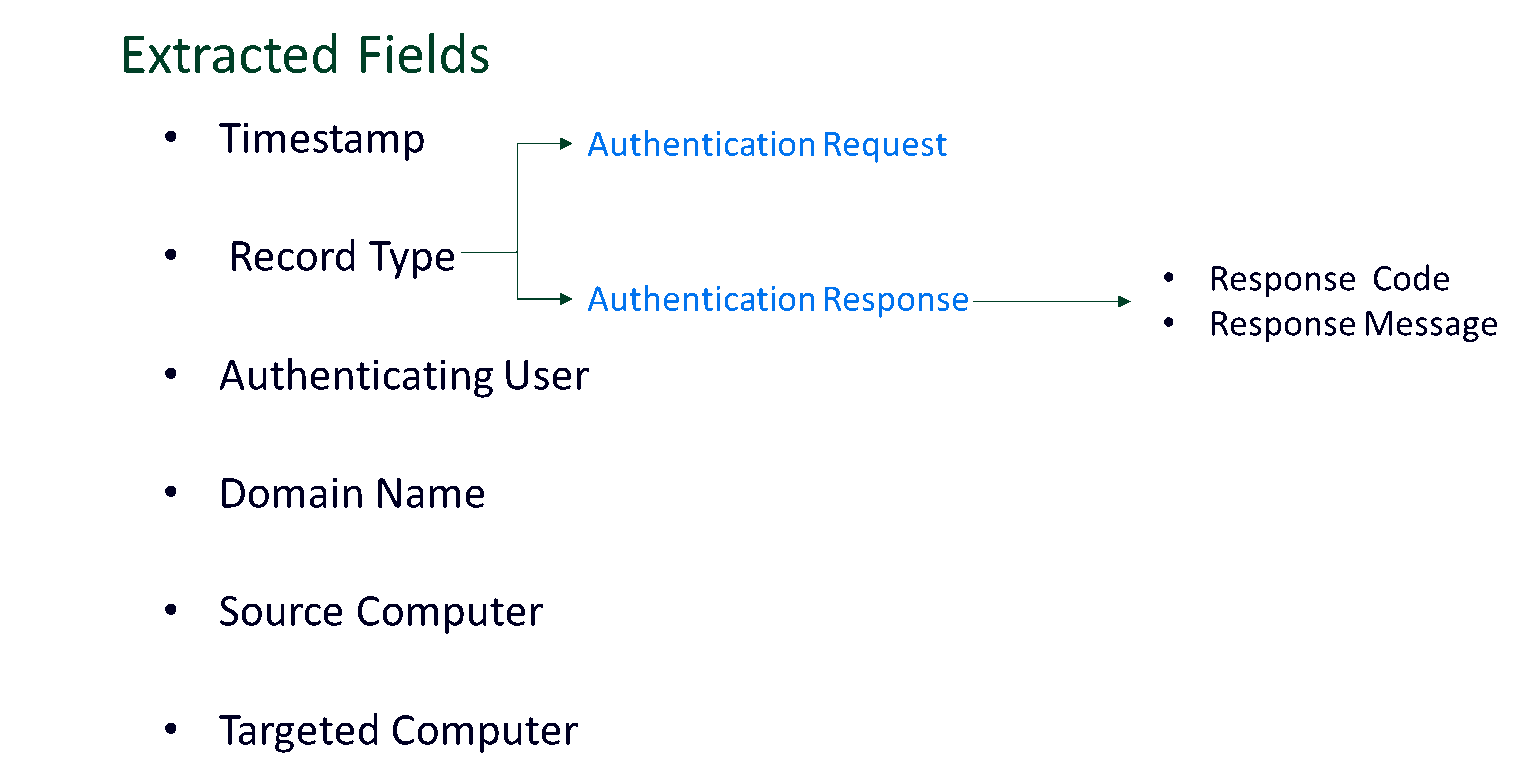 Extracted Fields
• Timestamp
Authentication Request
• Record Type
Authentication Response
• Response Code
• Response Message
• Authenticating User
• Domain Name
• Source Computer
• Targeted Computer